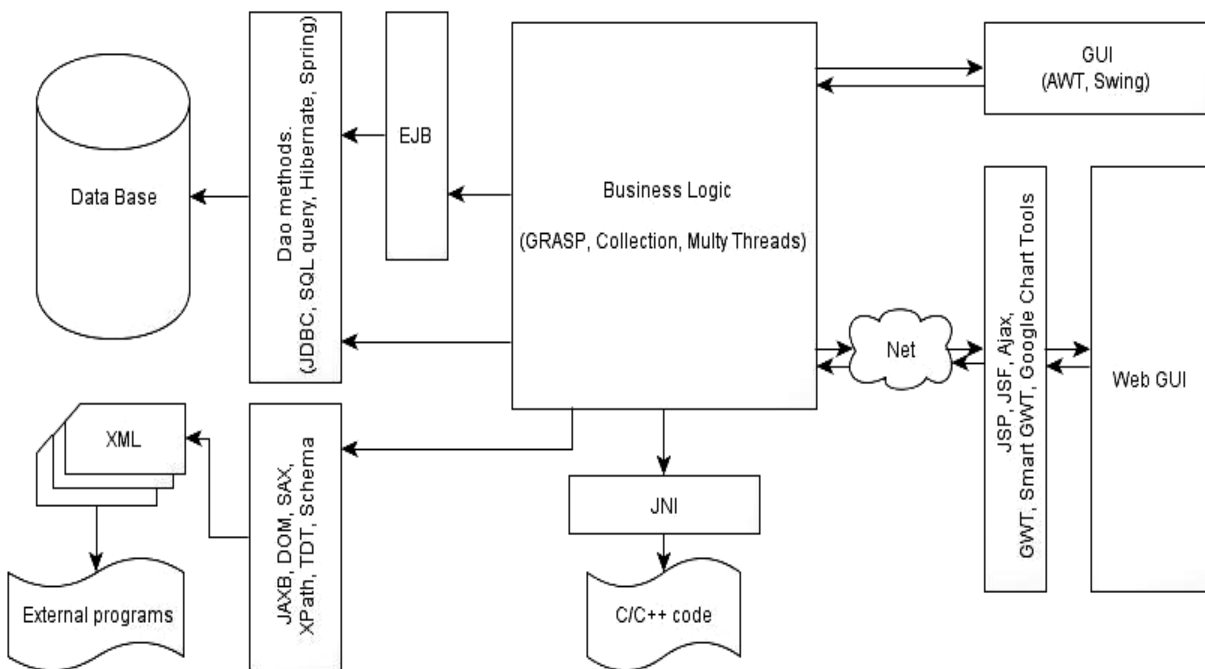 Data Base
Dao methods.
(JDBC, SQL query, Hibernate, Spring)
EJB
Business Logic
(GRASP, Collection, Multy Threads)
GUI
(AWT, Swing)
Net
JSP, JSF, Ajax,
GWT, Smart GWT, Google Chart Tools
Web GUI
XML
External programs
JAXB, DOM, SAX,
XPath, TDT, Schema
JNI
C/C++ code